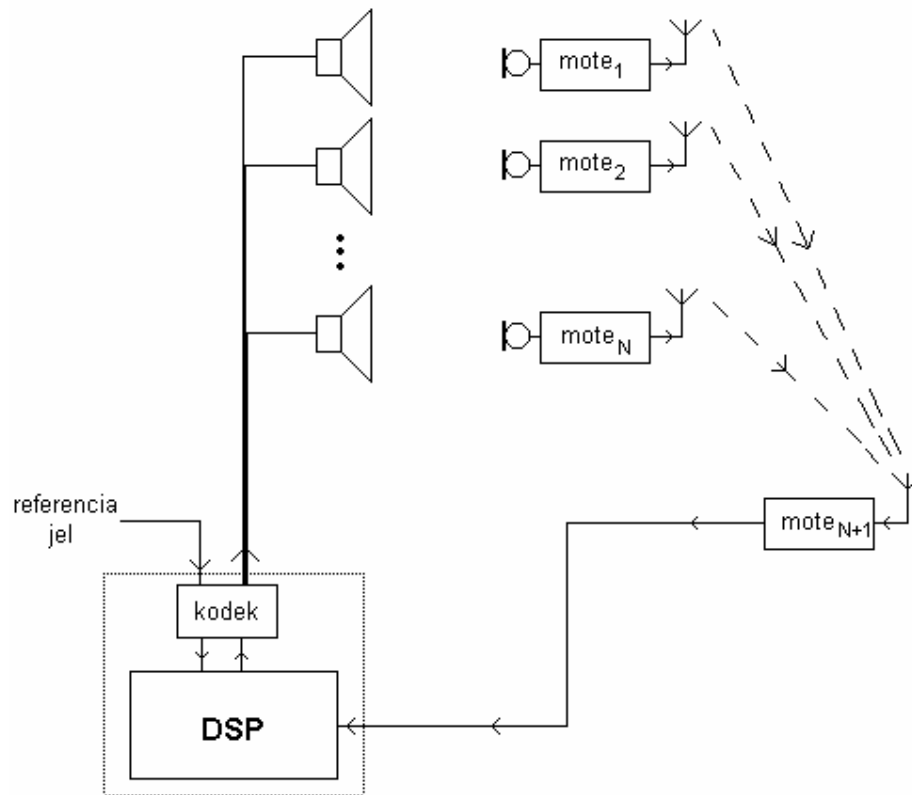 mote1
mote2
moteN
referencia
jel
moteN+1
kodek
DSP